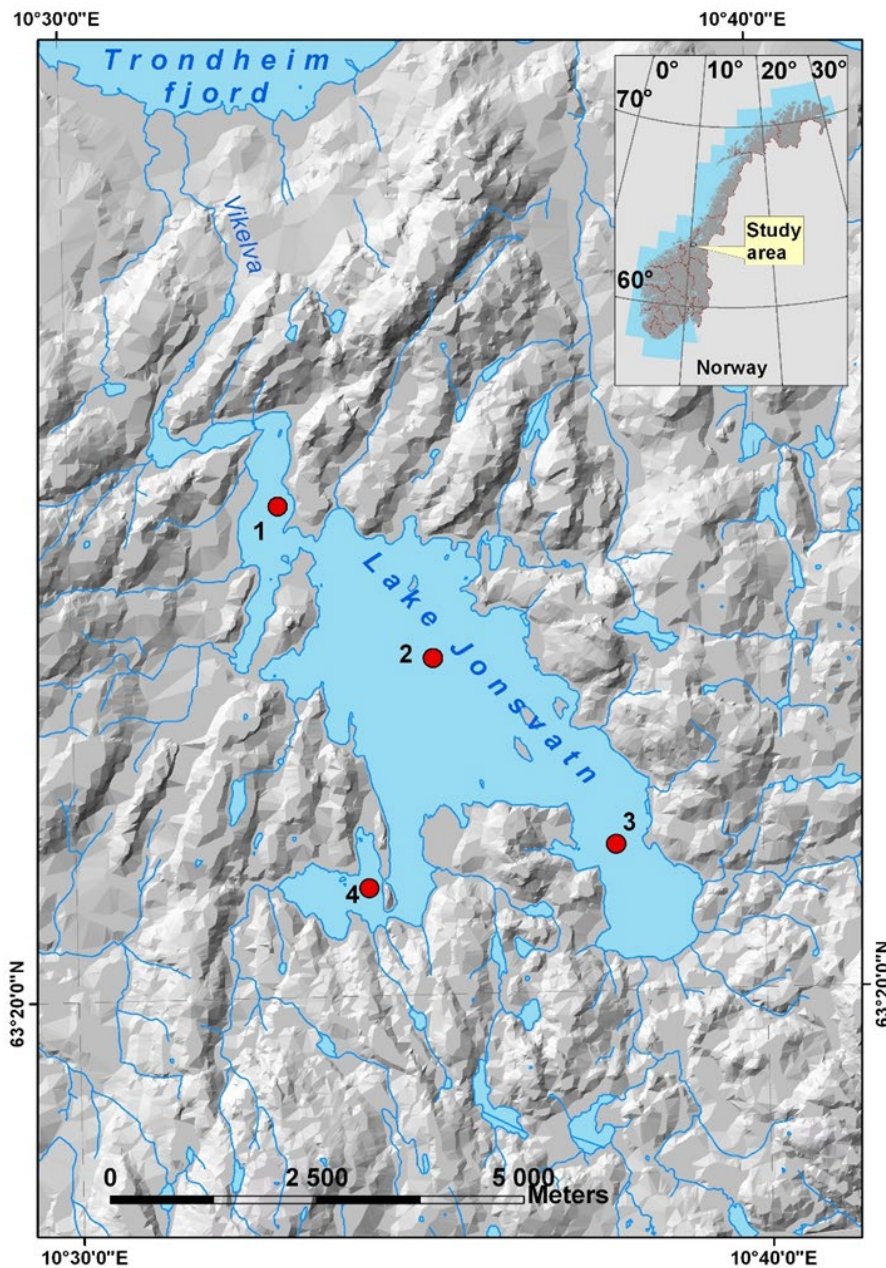 10°30'0"E
10°40'0"E
Trondheim
fjord
Vikelva
0° 10° 20° 30°
70°
60°
Study
area
Norway
1
Lake Jonsvatn
2
3
4
63°20'0"N
63°20'0"N
0 2 500 5 000
Meters
10°30'0"E
10°40'0"E